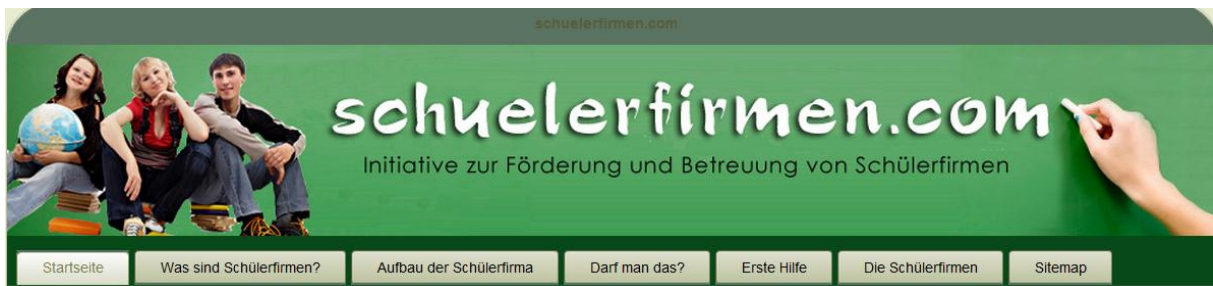 schuelerfirmen.com
schuelerfirmen.com
Initiative zur Förderung und Betreuung von Schülerfirmen
Startseite Was sind Schülerfirmen? Aufbau der Schülerfirma Darf man das? Erste Hilfe Die Schülerfirmen Sitemap